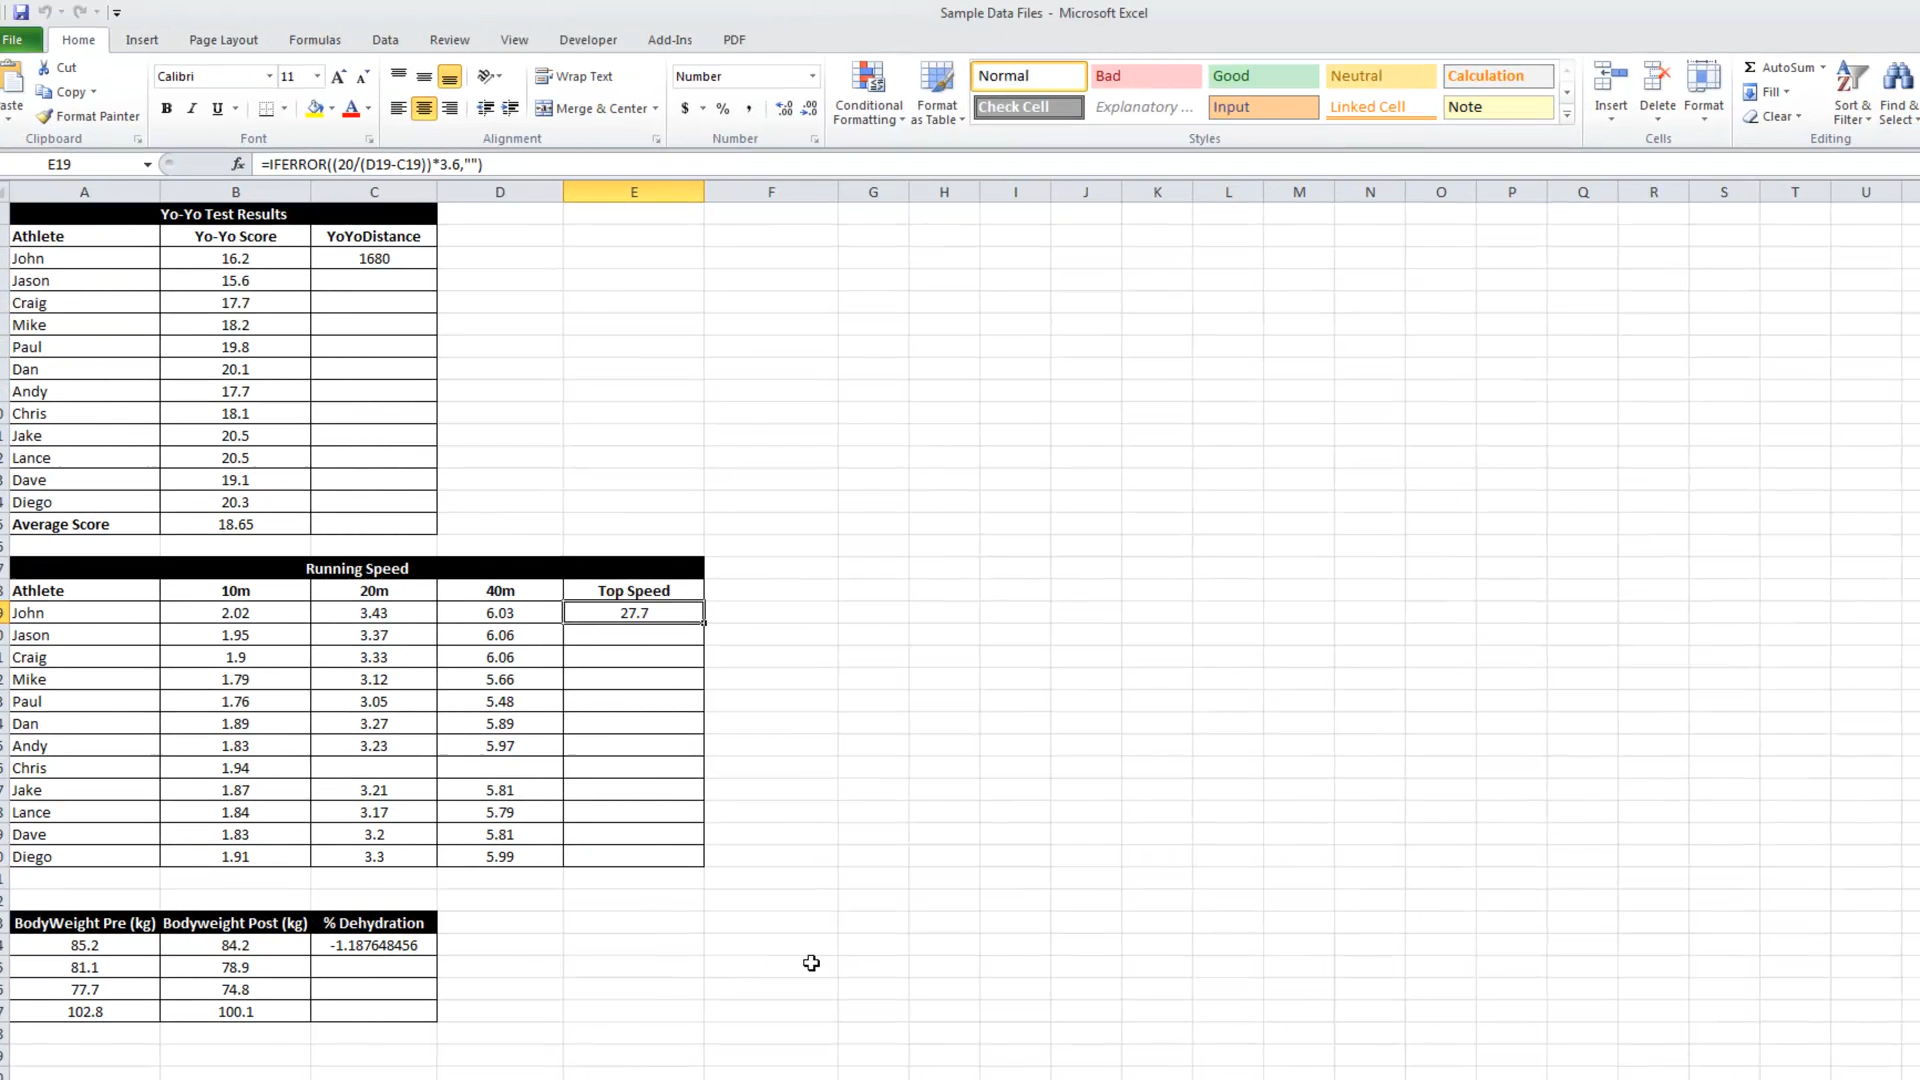 Sample Data Files - Microsoft Excel
File Home Insert Page Layout Formulas Data Review View Developer Add-Ins PDF
Cut
Copy
Format Painter
Clipboard
Calibri 11
B I U
Font
Wrap Text
Merge & Center
Alignment
Number
$ % ,
Number
Conditional Formatting
Format as Table
Normal Bad Good Neutral Calculation
Check Cell Explanatory ... Input Linked Cell Note
Styles
Insert Delete Format
Cells
Σ AutoSum
Fill
Clear
Sort & Filter
Find & Select
Editing
E19 fx =IFERROR((20/(D19-C19))*3.6,"")
A B C D E F G H I J K L M N O P Q R S T U
Yo-Yo Test Results
Athlete Yo-Yo Score YoYoDistance
John 16.2 1680
Jason 15.6
Craig 17.7
Mike 18.2
Paul 19.8
Dan 20.1
Andy 17.7
Chris 18.1
Jake 20.5
Lance 20.5
Dave 19.1
Diego 20.3
Average Score 18.65
Running Speed
Athlete 10m 20m 40m Top Speed
John 2.02 3.43 6.03 27.7
Jason 1.95 3.37 6.06
Craig 1.9 3.33 6.06
Mike 1.79 3.12 5.66
Paul 1.76 3.05 5.48
Dan 1.89 3.27 5.89
Andy 1.83 3.23 5.97
Chris 1.94
Jake 1.87 3.21 5.81
Lance 1.84 3.17 5.79
Dave 1.83 3.2 5.81
Diego 1.91 3.3 5.99
BodyWeight Pre (kg) Bodyweight Post (kg) % Dehydration
85.2 84.2 -1.187648456
81.1 78.9
77.7 74.8
102.8 100.1